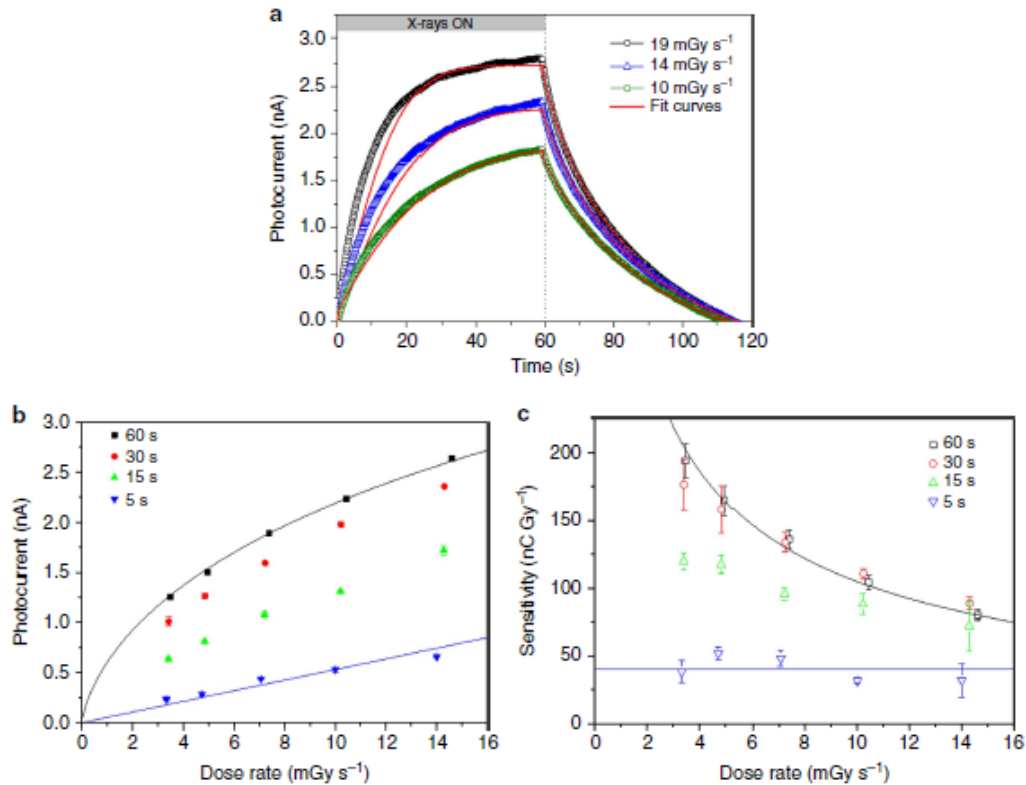 a
X-rays ON
19 mGy s⁻¹
14 mGy s⁻¹
10 mGy s⁻¹
Fit curves
3.0
2.5
2.0
1.5
1.0
0.5
0.0
Photocurrent (nA)
0 20 40 60 80 100 120
Time (s)
b
60 s
30 s
15 s
5 s
3.0
2.5
2.0
1.5
1.0
0.5
0.0
Photocurrent (nA)
0 2 4 6 8 10 12 14 16
Dose rate (mGy s⁻¹)
c
60 s
30 s
15 s
5 s
200
150
100
50
0
Sensitivity (nC Gy⁻¹)
0 2 4 6 8 10 12 14 16
Dose rate (mGy s⁻¹)